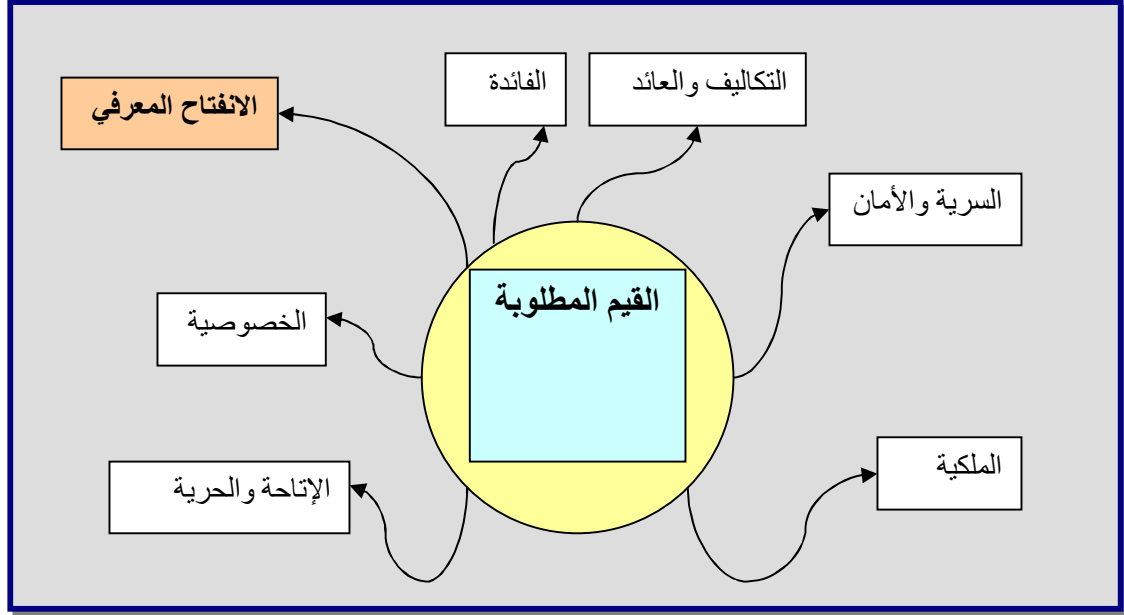 التكاليف والعائد
الفائدة
الانفتاح المعرفي
السرية والأمان
القيم المطلوبة
الخصوصية
الملكية
الإتاحة والحرية